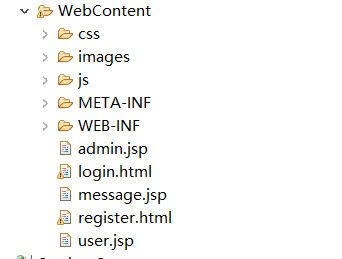 WebContent
css
images
js
META-INF
WEB-INF
admin.jsp
login.html
message.jsp
register.html
user.jsp